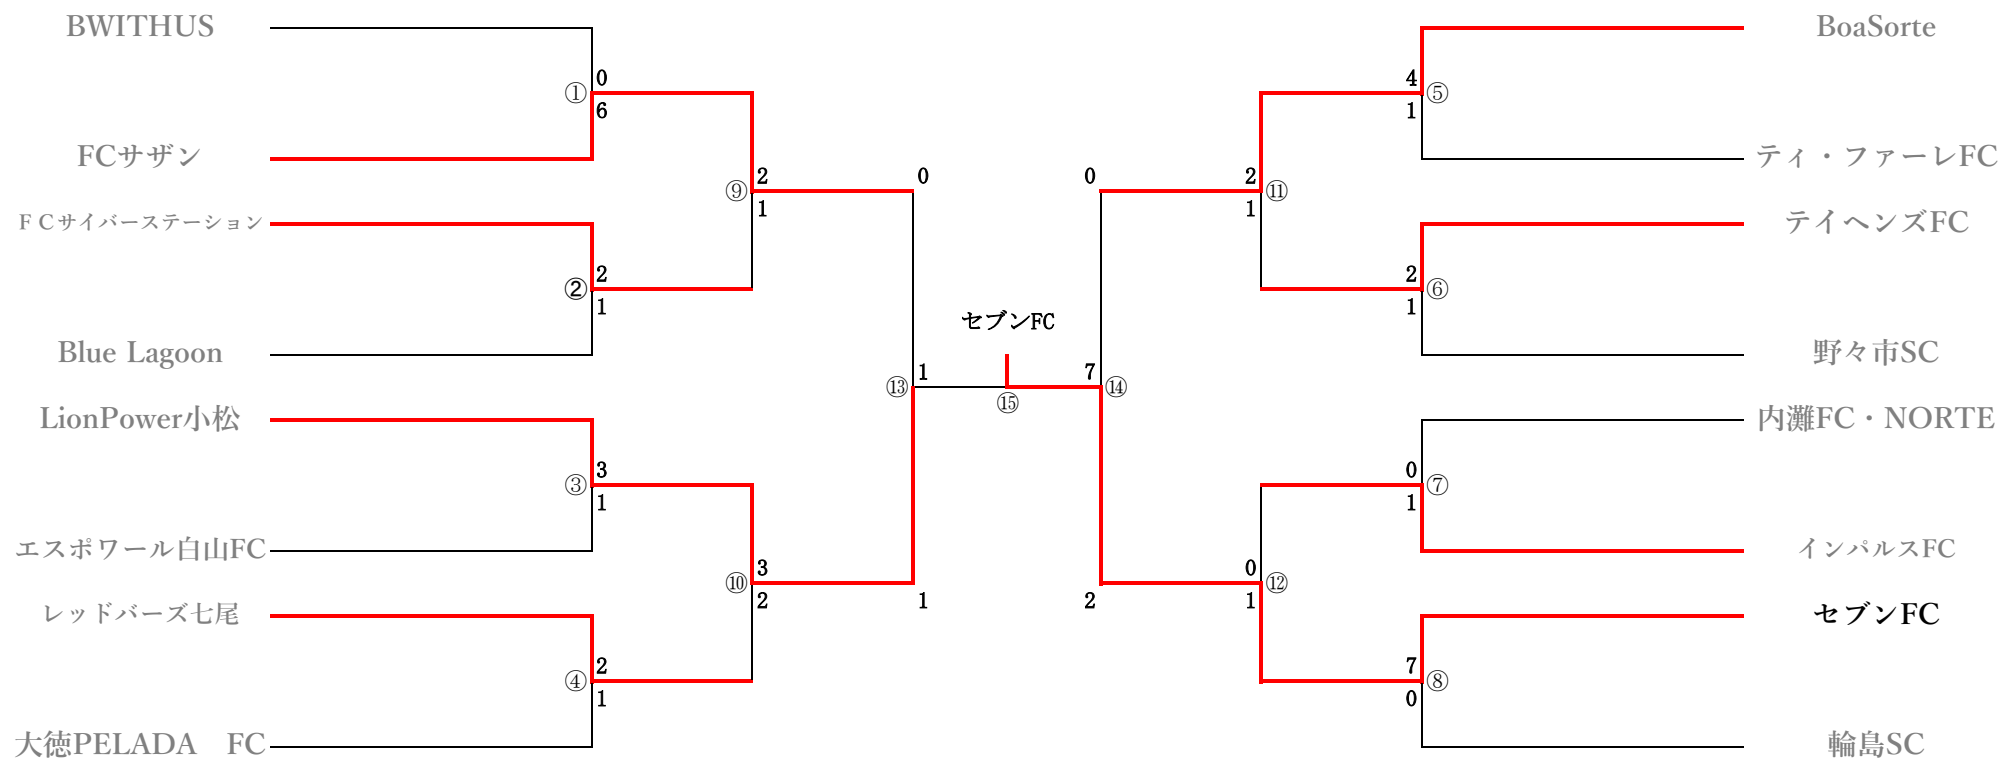 BWITHUS
BoaSorte
0
4
①
⑤
6
1
FCサザン
ティ・ファーレFC
2
0
0
2
⑨
⑪
1
1
ＦＣサイバーステーション
テイヘンズFC
2
2
②
⑥
1
1
セブンFC
Blue Lagoon
野々市SC
1
7
⑬
⑭
⑮
LionPower小松
内灘FC・NORTE
3
0
③
⑦
1
1
エスポワール白山FC
インパルスFC
3
0
⑩
⑫
2
1
2
1
レッドバーズ七尾
セブンFC
2
7
④
⑧
1
0
大徳PELADA　FC
輪島SC